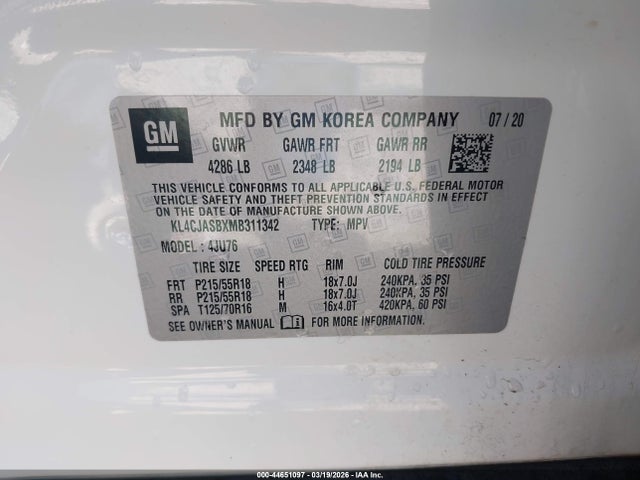 GM
MFD BY GM KOREA COMPANY 07 / 20
GVWR GAWR FRT GAWR RR
4286 LB 2348 LB 2194 LB
THIS VEHICLE CONFORMS TO ALL APPLICABLE U.S. FEDERAL MOTOR
VEHICLE SAFETY AND THEFT PREVENTION STANDARDS IN EFFECT
ON THE DATE OF MANUFACTURE SHOWN ABOVE.
KL4CJASBXMB311342 TYPE: MPV
MODEL : 4JU76
TIRE SIZE SPEED RTG RIM COLD TIRE PRESSURE
FRT P215/55R18 H 18x7.0J 240KPA, 35 PSI
RR P215/55R18 H 18x7.0J 240KPA, 35 PSI
SPA T125/70R16 M 16x4.0T 420KPA, 60 PSI
SEE OWNER'S MANUAL FOR MORE INFORMATION.
000-44651097 - 03/19/2026 - IAA Inc.